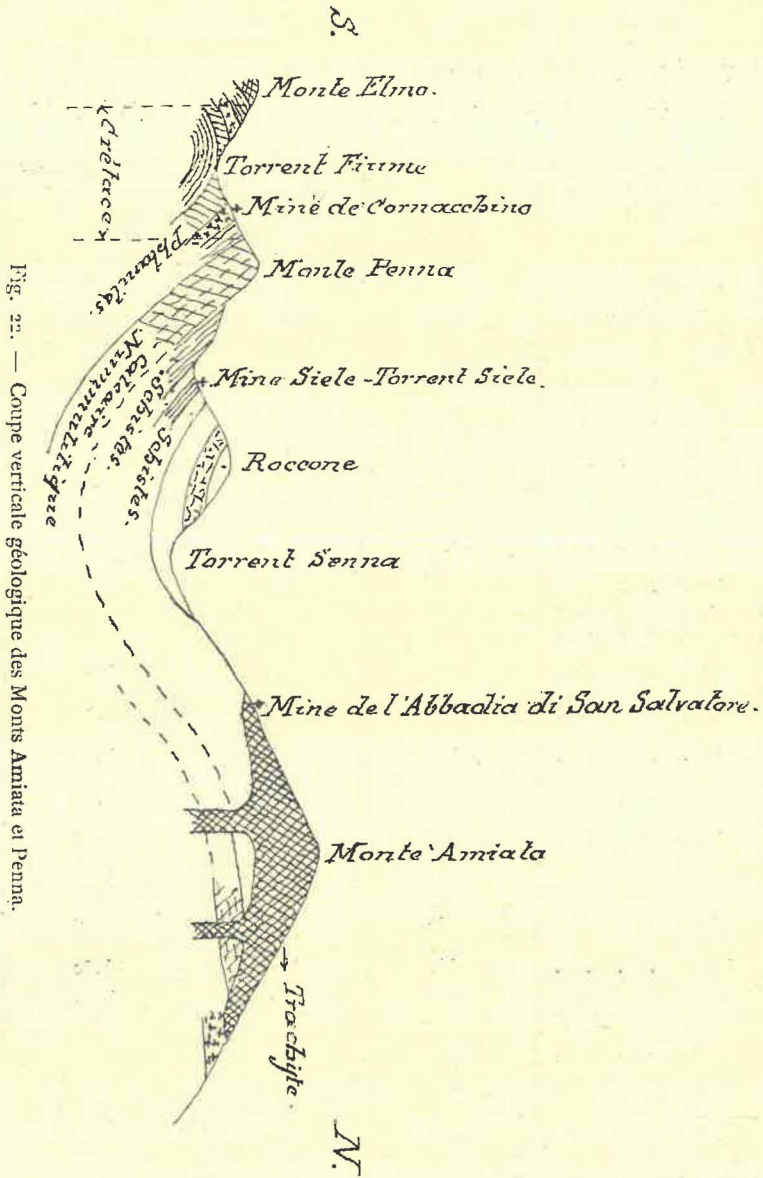 S.
Monte Elmo.
Torrent Fiume
Mine de Cornacchino
Crétacé
Phtanitas.
Monte Penna
Mine Siele - Torrent Siele.
Calcaire Nummulitique
Schistes.
Schistes.
Roccone
Torrent Senna
Mine de l'Abbadia di San Salvatore.
Monte Amiata
Trachyte.
N.
Fig. 22. — Coupe verticale géologique des Monts Amiata et Penna.